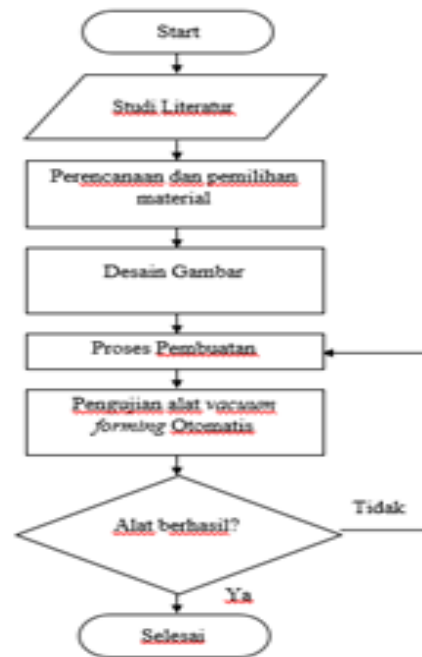 Start
Studi Literatur
Perencanaan dan pemilihan
material
Desain Gambar
Proses Pembuatan
Pengujian alat vacuum
forming Otomatis
Alat berhasil?
Tidak
Ya
Selesai